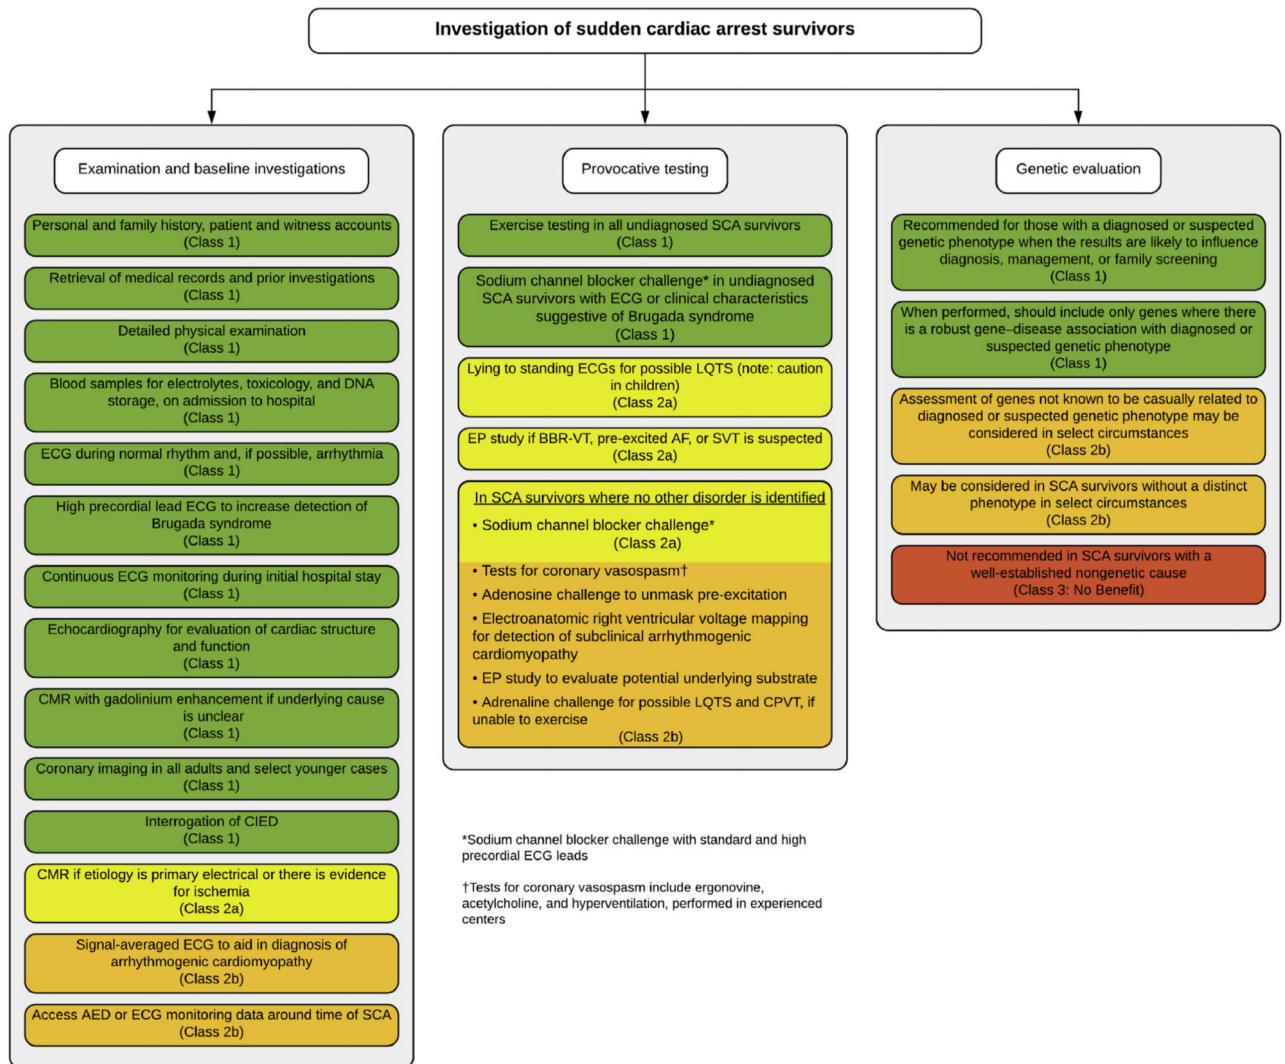 Investigation of sudden cardiac arrest survivors
Examination and baseline investigations
Personal and family history, patient and witness accounts
(Class 1)
Retrieval of medical records and prior investigations
(Class 1)
Detailed physical examination
(Class 1)
Blood samples for electrolytes, toxicology, and DNA
storage, on admission to hospital
(Class 1)
ECG during normal rhythm and, if possible, arrhythmia
(Class 1)
High precordial lead ECG to increase detection of
Brugada syndrome
(Class 1)
Continuous ECG monitoring during initial hospital stay
(Class 1)
Echocardiography for evaluation of cardiac structure
and function
(Class 1)
CMR with gadolinium enhancement if underlying cause
is unclear
(Class 1)
Coronary imaging in all adults and select younger cases
(Class 1)
Interrogation of CIED
(Class 1)
CMR if etiology is primary electrical or there is evidence
for ischemia
(Class 2a)
Signal-averaged ECG to aid in diagnosis of
arrhythmogenic cardiomyopathy
(Class 2b)
Access AED or ECG monitoring data around time of SCA
(Class 2b)
Provocative testing
Exercise testing in all undiagnosed SCA survivors
(Class 1)
Sodium channel blocker challenge* in undiagnosed
SCA survivors with ECG or clinical characteristics
suggestive of Brugada syndrome
(Class 1)
Lying to standing ECGs for possible LQTS (note: caution
in children)
(Class 2a)
EP study if BBR-VT, pre-excited AF, or SVT is suspected
(Class 2a)
In SCA survivors where no other disorder is identified
• Sodium channel blocker challenge*
(Class 2a)
• Tests for coronary vasospasm†
• Adenosine challenge to unmask pre-excitation
• Electroanatomic right ventricular voltage mapping
for detection of subclinical arrhythmogenic
cardiomyopathy
• EP study to evaluate potential underlying substrate
• Adrenaline challenge for possible LQTS and CPVT, if
unable to exercise
(Class 2b)
*Sodium channel blocker challenge with standard and high
precordial ECG leads
†Tests for coronary vasospasm include ergonovine,
acetylcholine, and hyperventilation, performed in experienced
centers
Genetic evaluation
Recommended for those with a diagnosed or suspected
genetic phenotype when the results are likely to influence
diagnosis, management, or family screening
(Class 1)
When performed, should include only genes where there
is a robust gene–disease association with diagnosed or
suspected genetic phenotype
(Class 1)
Assessment of genes not known to be casually related to
diagnosed or suspected genetic phenotype may be
considered in select circumstances
(Class 2b)
May be considered in SCA survivors without a distinct
phenotype in select circumstances
(Class 2b)
Not recommended in SCA survivors with a
well-established nongenetic cause
(Class 3: No Benefit)